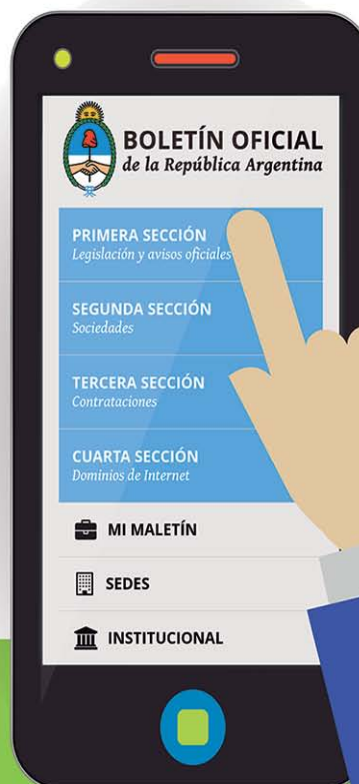 BOLETÍN OFICIAL
de la República Argentina
PRIMERA SECCIÓN
Legislación y avisos oficiales
SEGUNDA SECCIÓN
Sociedades
TERCERA SECCIÓN
Contrataciones
CUARTA SECCIÓN
Dominios de Internet
MI MALETÍN
SEDES
INSTITUCIONAL